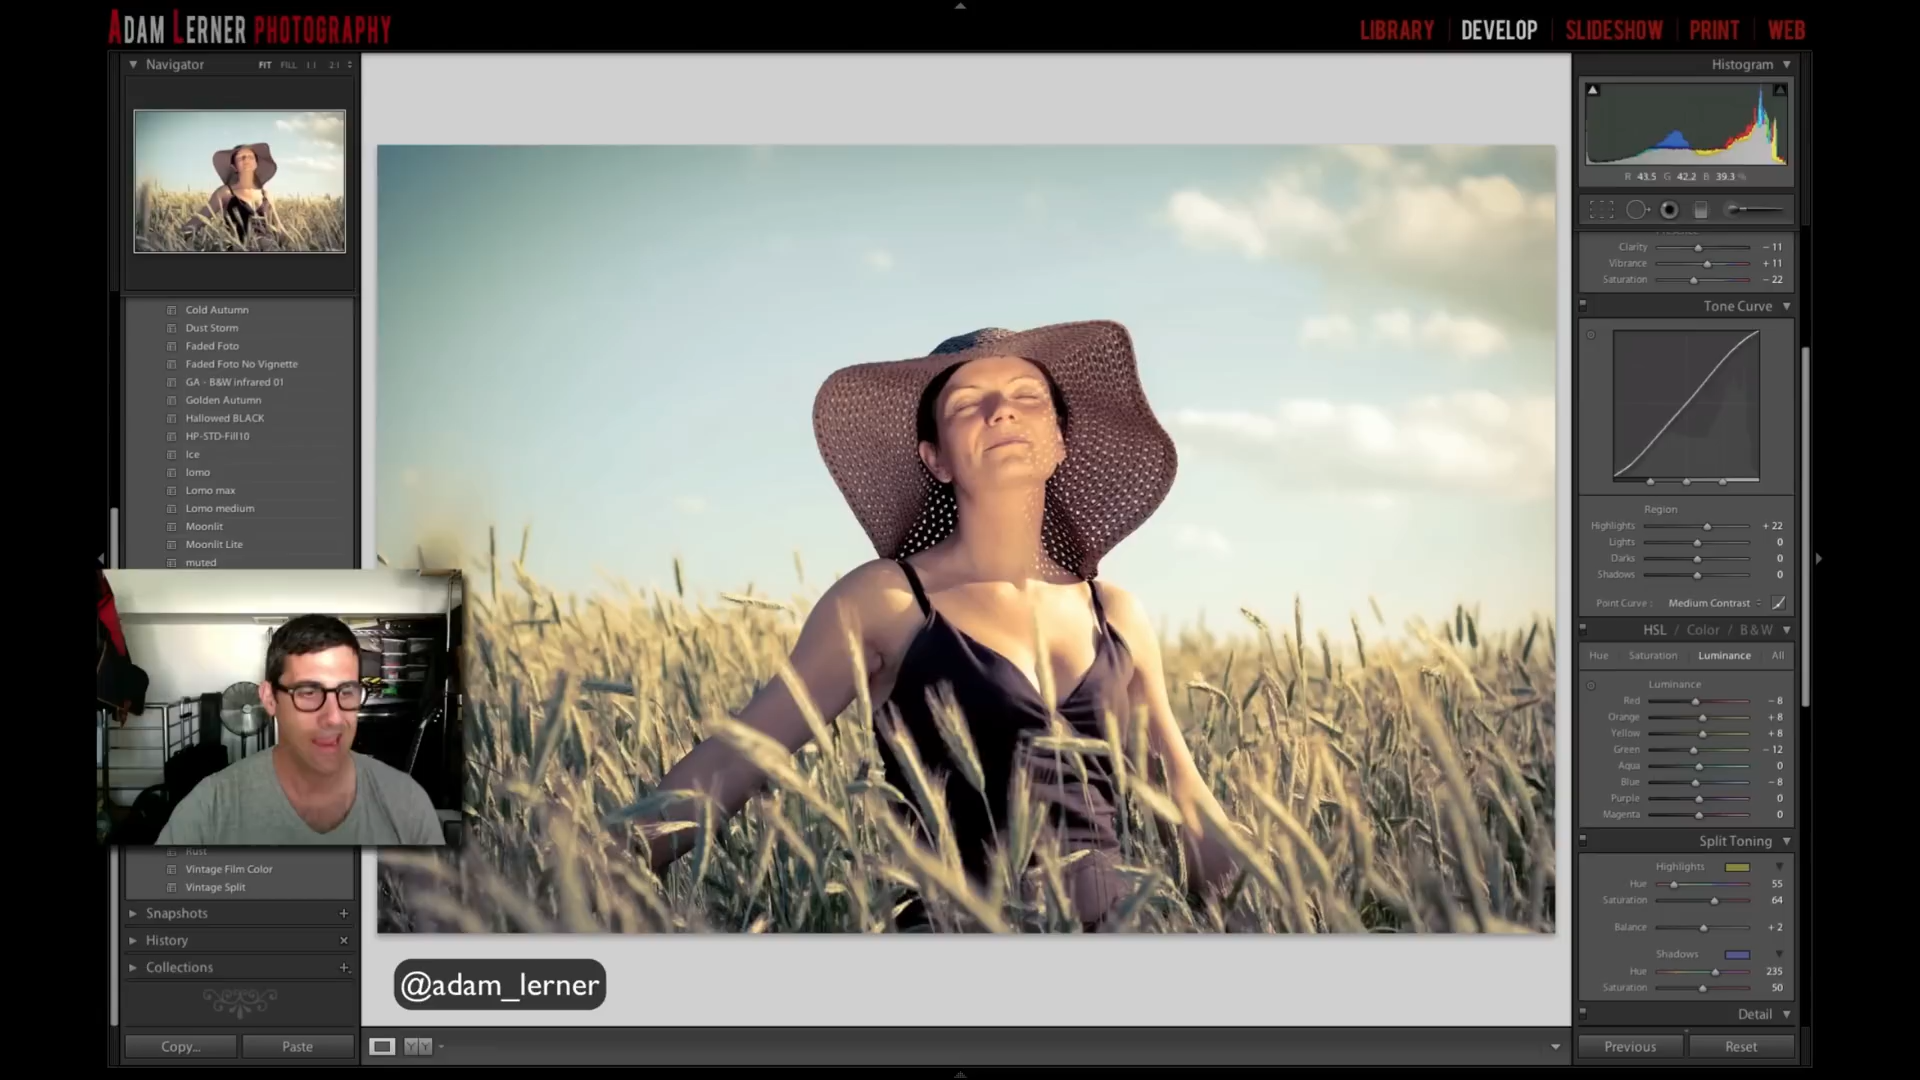 ADAM LERNER PHOTOGRAPHY
LIBRARY | DEVELOP | SLIDESHOW | PRINT | WEB
Navigator FIT FILL 1:1 2:1
Cold Autumn
Dust Storm
Faded Foto
Faded Foto No Vignette
GA - B&W infrared 01
Golden Autumn
Hallowed BLACK
HP-STD-Fill10
Ice
lomo
Lomo max
Lomo medium
Moonlit
Moonlit Lite
muted
Rust
Vintage Film Color
Vintage Split
Snapshots +
History ×
Collections +
Copy... Paste
@adam_lerner
Histogram
R 43.5 G 42.2 B 39.3 %
Presence
Clarity - 11
Vibrance + 11
Saturation - 22
Tone Curve
Region
Highlights + 22
Lights 0
Darks 0
Shadows 0
Point Curve : Medium Contrast
HSL / Color / B&W
Hue Saturation Luminance All
Luminance
Red - 8
Orange + 8
Yellow + 8
Green - 12
Aqua 0
Blue - 8
Purple 0
Magenta 0
Split Toning
Highlights
Hue 55
Saturation 64
Balance + 2
Shadows
Hue 235
Saturation 50
Detail
Previous Reset